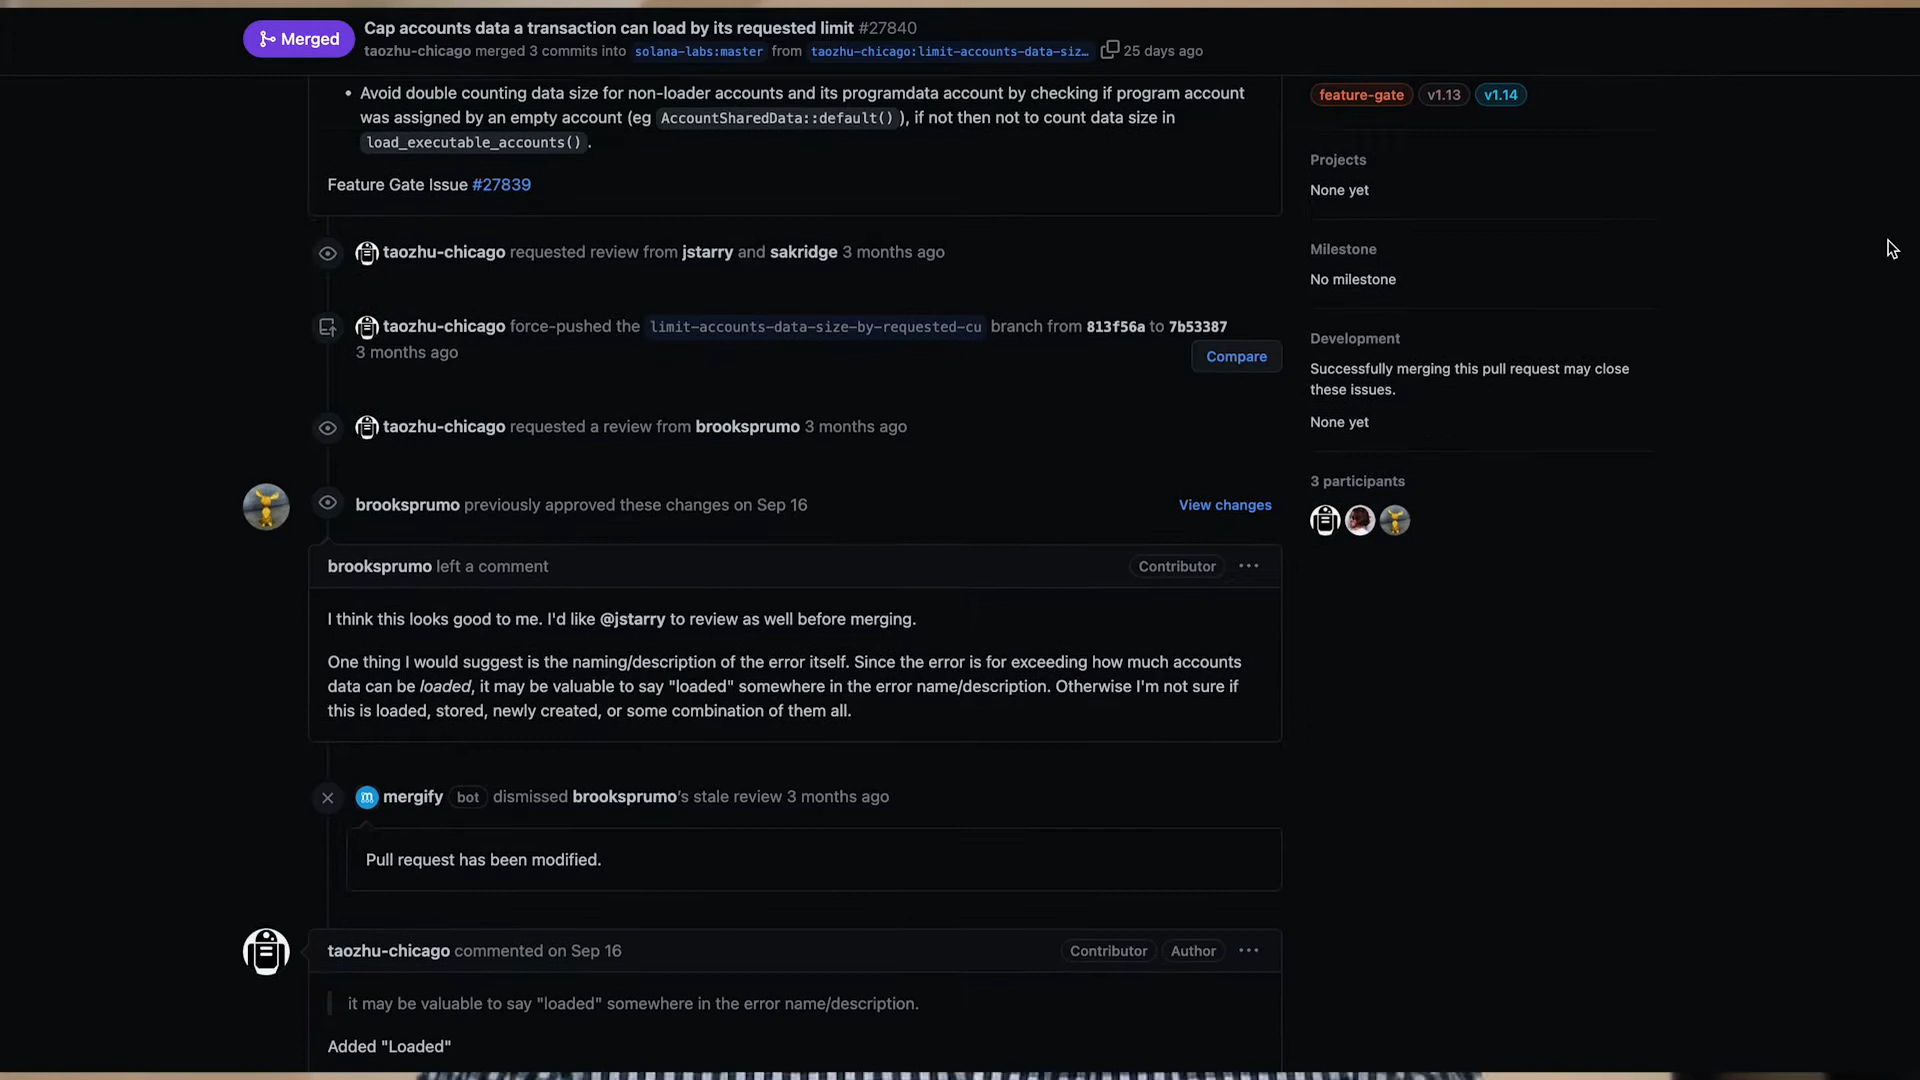 Merged
Cap accounts data a transaction can load by its requested limit #27840
taozhu-chicago merged 3 commits into solana-labs:master from taozhu-chicago:limit-accounts-data-siz… 25 days ago
• Avoid double counting data size for non-loader accounts and its programdata account by checking if program account
was assigned by an empty account (eg AccountSharedData::default() ), if not then not to count data size in
load_executable_accounts() .
Feature Gate Issue #27839
taozhu-chicago requested review from jstarry and sakridge 3 months ago
taozhu-chicago force-pushed the limit-accounts-data-size-by-requested-cu branch from 813f56a to 7b53387
3 months ago
Compare
taozhu-chicago requested a review from brooksprumo 3 months ago
brooksprumo previously approved these changes on Sep 16
View changes
brooksprumo left a comment
Contributor
I think this looks good to me. I'd like @jstarry to review as well before merging.
One thing I would suggest is the naming/description of the error itself. Since the error is for exceeding how much accounts
data can be loaded, it may be valuable to say "loaded" somewhere in the error name/description. Otherwise I'm not sure if
this is loaded, stored, newly created, or some combination of them all.
mergify bot dismissed brooksprumo's stale review 3 months ago
Pull request has been modified.
taozhu-chicago commented on Sep 16
Contributor Author
it may be valuable to say "loaded" somewhere in the error name/description.
Added "Loaded"
feature-gate v1.13 v1.14
Projects
None yet
Milestone
No milestone
Development
Successfully merging this pull request may close
these issues.
None yet
3 participants